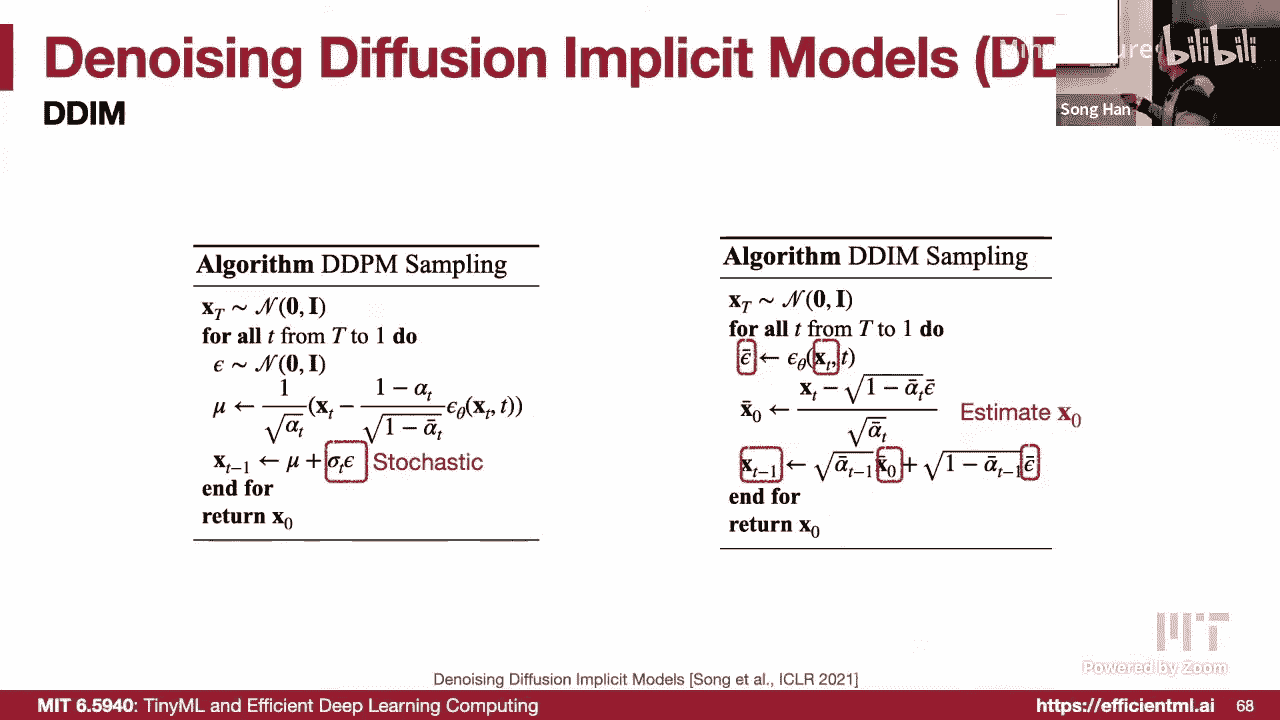 Denoising Diffusion Implicit Models (DD
bilibili
Song Han
DDIM
Algorithm DDPM Sampling
x_T ∼ 𝒩(0, I)
for all t from T to 1 do
ϵ ∼ 𝒩(0, I)
μ ← 1/√α_t (x_t − (1 − α_t)/√(1 − ᾱ_t) ϵ_θ(x_t, t))
x_{t−1} ← μ + σ_t ϵ Stochastic
end for
return x_0
Algorithm DDIM Sampling
x_T ∼ 𝒩(0, I)
for all t from T to 1 do
ϵ̄ ← ϵ_θ(x_t, t)
x̄_0 ← (x_t − √(1 − ᾱ_t) ϵ̄)/√ᾱ_t Estimate x_0
x_{t−1} ← √ᾱ_{t−1} x̄_0 + √(1 − ᾱ_{t−1}) ϵ̄
end for
return x_0
MIT
Powered by Zoom
Denoising Diffusion Implicit Models [Song et al., ICLR 2021]
MIT 6.5940: TinyML and Efficient Deep Learning Computing https://efficientml.ai 68